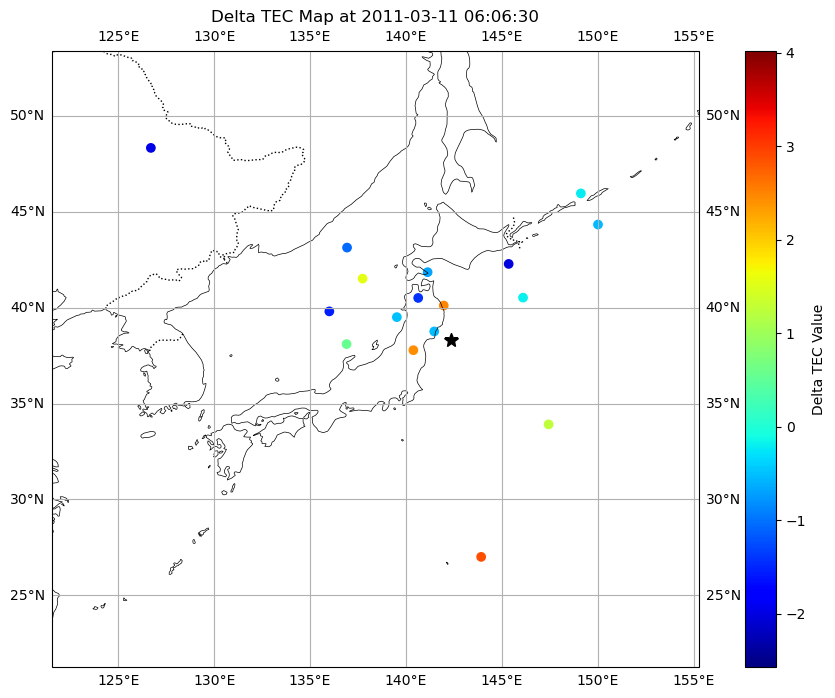 Delta TEC Map at 2011-03-11 06:06:30
125°E 130°E 135°E 140°E 145°E 150°E 155°E
50°N 50°N
45°N 45°N
40°N 40°N
35°N 35°N
30°N 30°N
25°N 25°N
125°E 130°E 135°E 140°E 145°E 150°E 155°E
4
3
2
1
0
−1
−2
Delta TEC Value